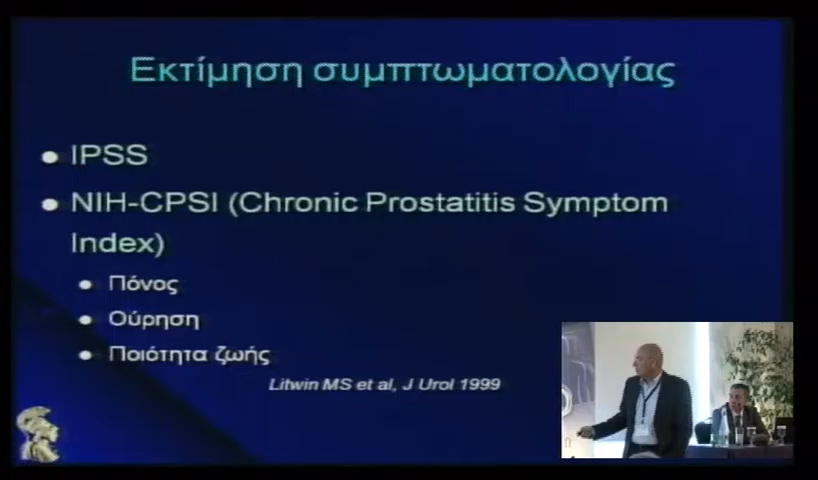 Εκτίμηση συμπτωματολογίας
IPSS
NIH-CPSI (Chronic Prostatitis Symptom
Index)
Πόνος
Ούρηση
Ποιότητα ζωής
Litwin MS et al, J Urol 1999